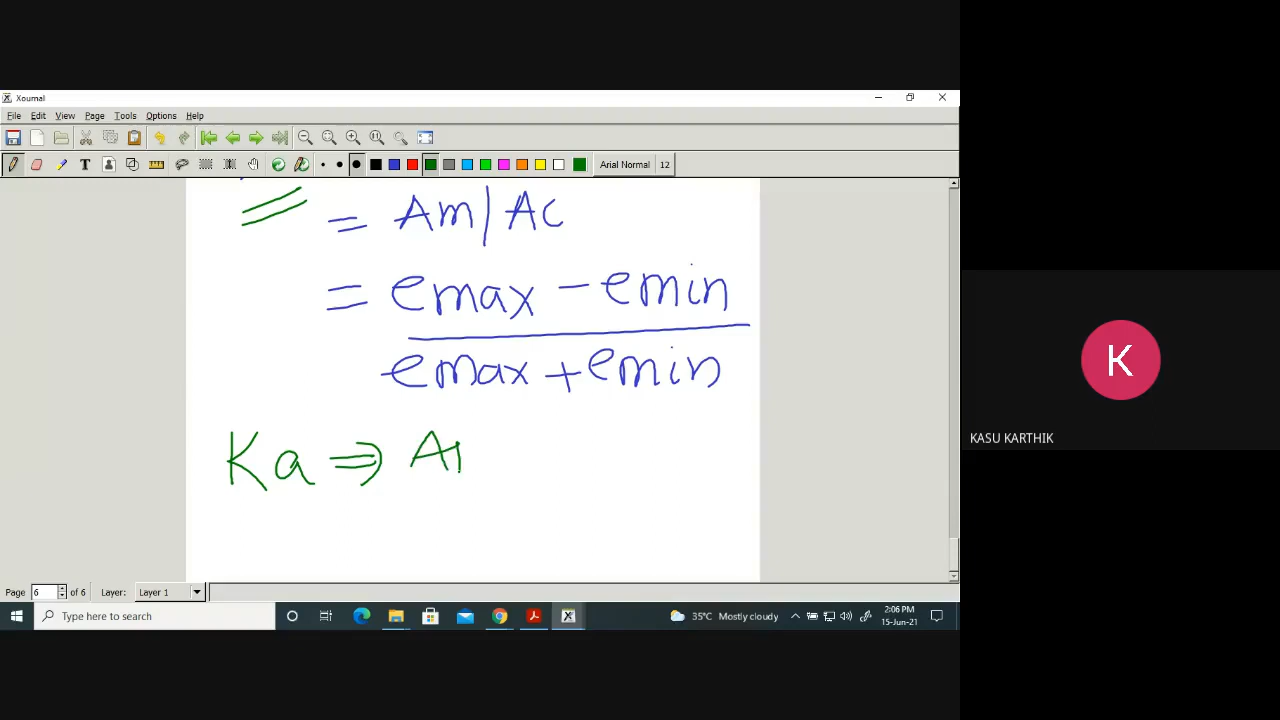 Xournal
File Edit View Page Tools Options Help
T Arial Normal 12
= Am|Ac
= emax - emin
emax + emin
Ka ⇒
K
KASU KARTHIK
Page 6 of 6 Layer: Layer 1
Type here to search 35°C Mostly cloudy 2:06 PM
15-Jun-21